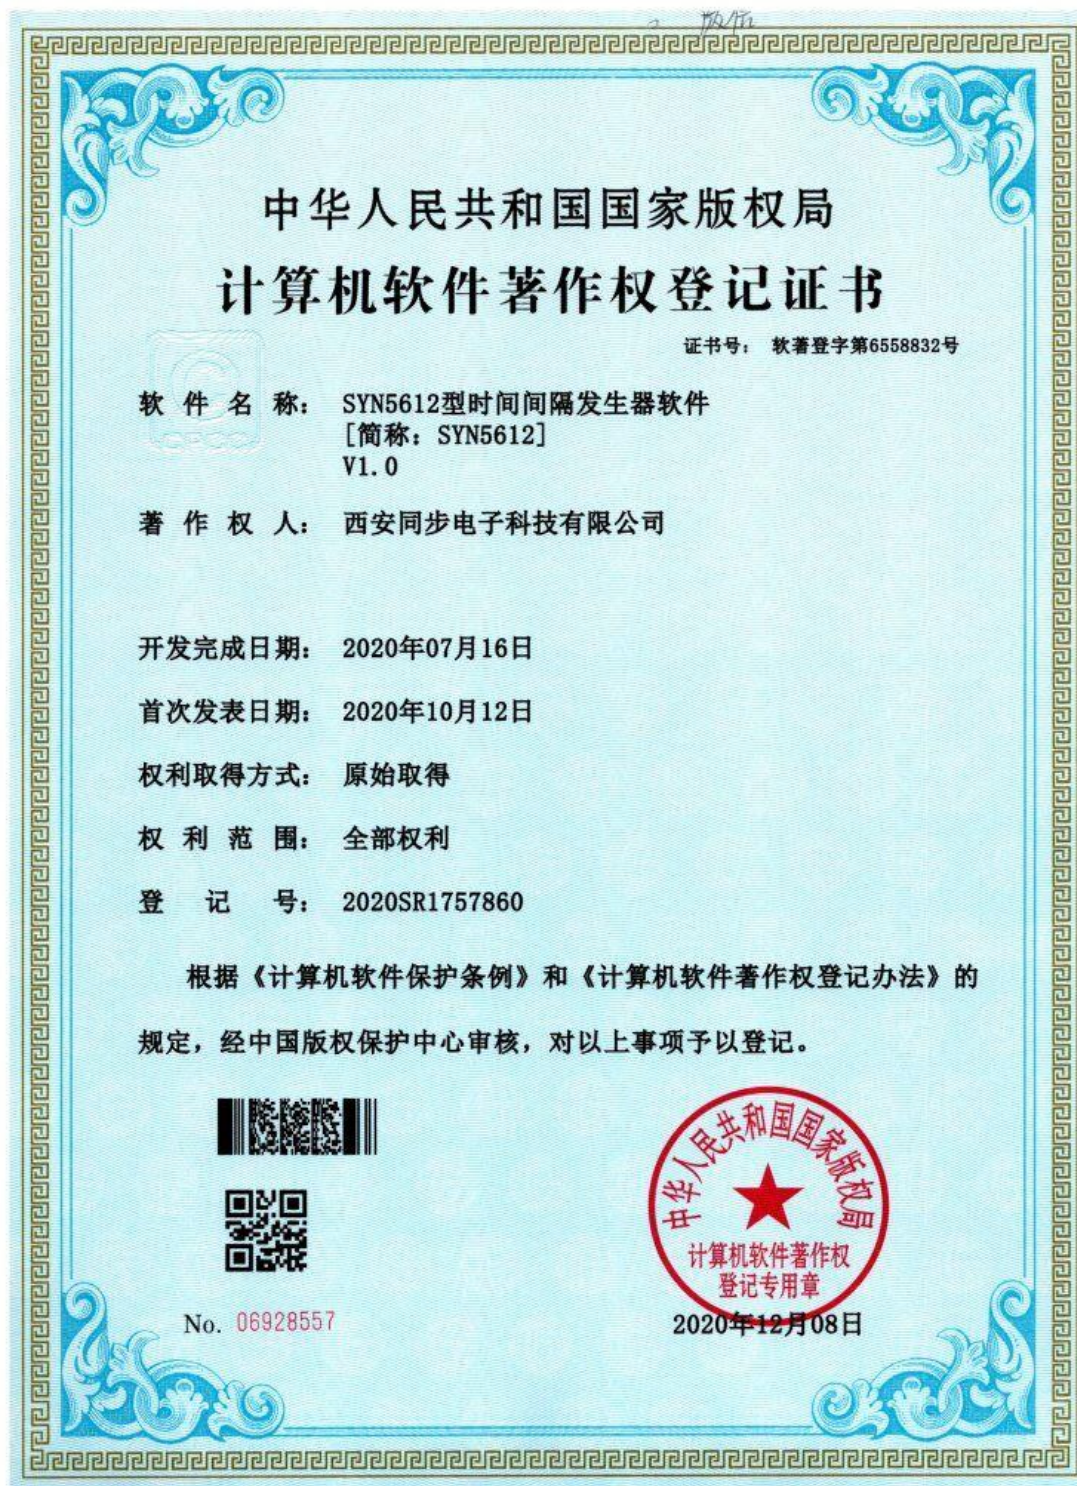 中华人民共和国国家版权局
计算机软件著作权登记证书
证书号： 软著登字第6558832号
软件名称： SYN5612型时间间隔发生器软件
[简称：SYN5612]
V1.0
著作权人： 西安同步电子科技有限公司
开发完成日期： 2020年07月16日
首次发表日期： 2020年10月12日
权利取得方式： 原始取得
权利范围： 全部权利
登记号： 2020SR1757860
根据《计算机软件保护条例》和《计算机软件著作权登记办法》的
规定，经中国版权保护中心审核，对以上事项予以登记。
中华人民共和国国家版权局
计算机软件著作权
登记专用章
No. 06928557
2020年12月08日